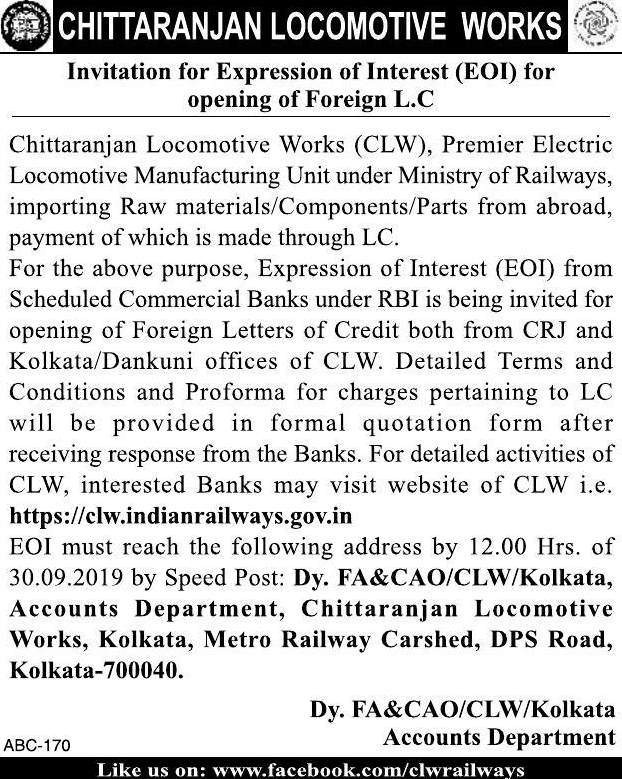 CHITTARANJAN LOCOMOTIVE WORKS
Invitation for Expression of Interest (EOI) for
opening of Foreign L.C
Chittaranjan Locomotive Works (CLW), Premier Electric
Locomotive Manufacturing Unit under Ministry of Railways,
importing Raw materials/Components/Parts from abroad,
payment of which is made through LC.
For the above purpose, Expression of Interest (EOI) from
Scheduled Commercial Banks under RBI is being invited for
opening of Foreign Letters of Credit both from CRJ and
Kolkata/Dankuni offices of CLW. Detailed Terms and
Conditions and Proforma for charges pertaining to LC
will be provided in formal quotation form after
receiving response from the Banks. For detailed activities of
CLW, interested Banks may visit website of CLW i.e.
https://clw.indianrailways.gov.in
EOI must reach the following address by 12.00 Hrs. of
30.09.2019 by Speed Post: Dy. FA&CAO/CLW/Kolkata,
Accounts Department, Chittaranjan Locomotive
Works, Kolkata, Metro Railway Carshed, DPS Road,
Kolkata-700040.
Dy. FA&CAO/CLW/Kolkata
ABC-170 Accounts Department
Like us on: www.facebook.com/clwrailways